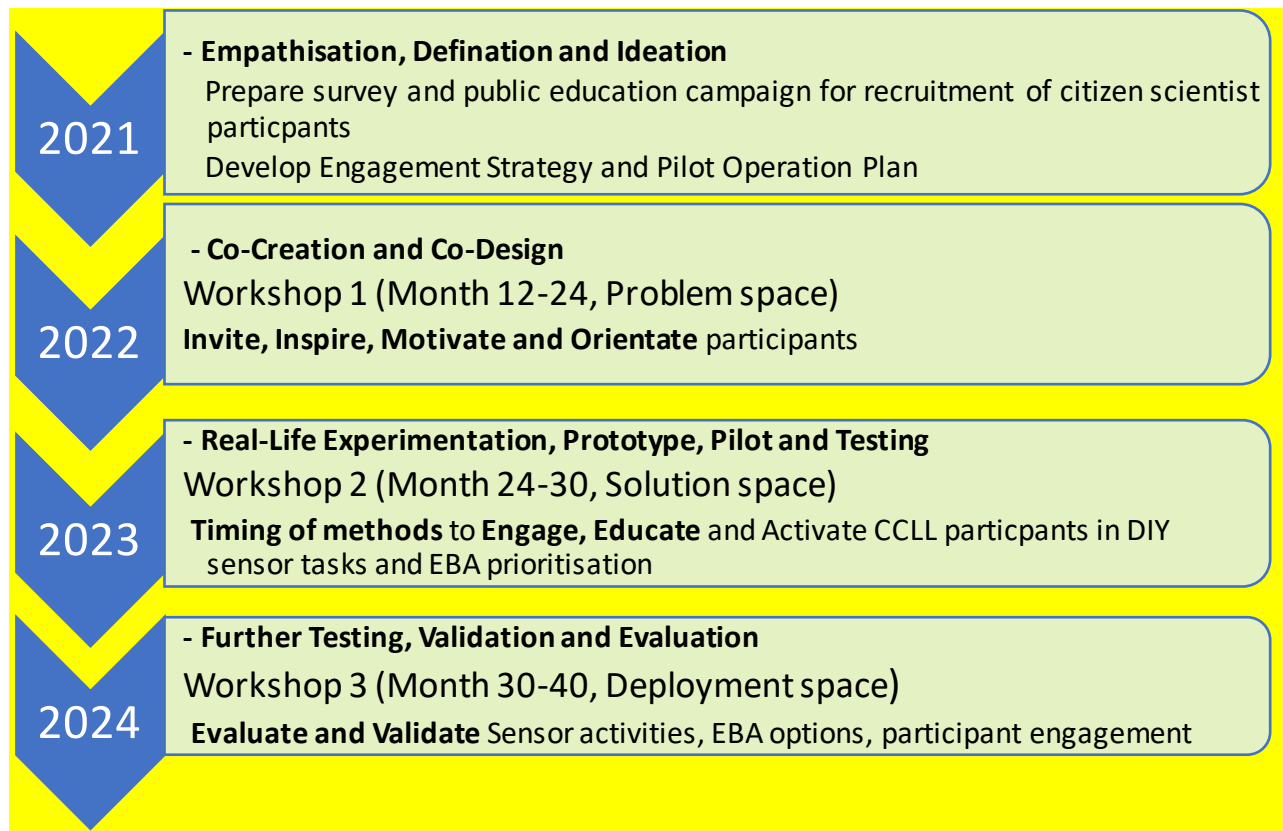 2021
- Empathisation, Defination and Ideation
Prepare survey and public education campaign for recruitment of citizen scientist
particpants
Develop Engagement Strategy and Pilot Operation Plan
2022
- Co-Creation and Co-Design
Workshop 1 (Month 12-24, Problem space)
Invite, Inspire, Motivate and Orientate participants
2023
- Real-Life Experimentation, Prototype, Pilot and Testing
Workshop 2 (Month 24-30, Solution space)
Timing of methods to Engage, Educate and Activate CCLL particpants in DIY
sensor tasks and EBA prioritisation
2024
- Further Testing, Validation and Evaluation
Workshop 3 (Month 30-40, Deployment space)
Evaluate and Validate Sensor activities, EBA options, participant engagement